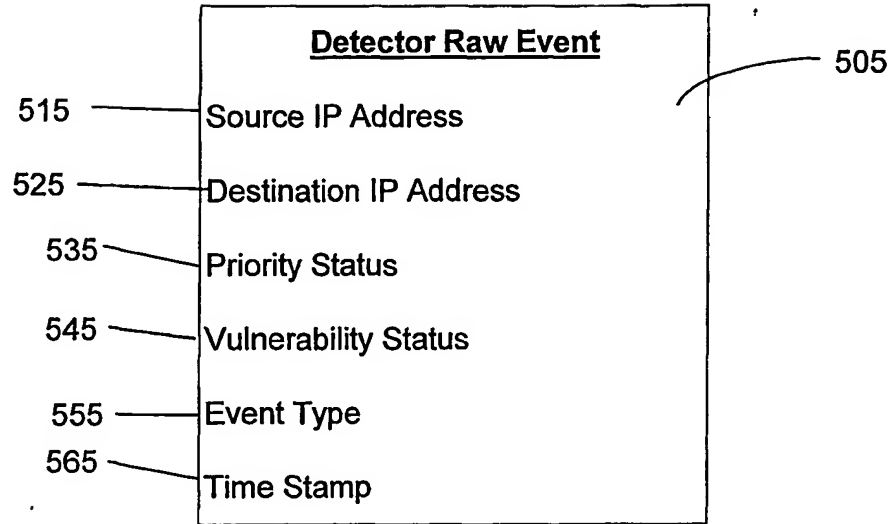 Detector Raw Event
505
515 Source IP Address
525 Destination IP Address
535 Priority Status
545 Vulnerability Status
555 Event Type
565 Time Stamp